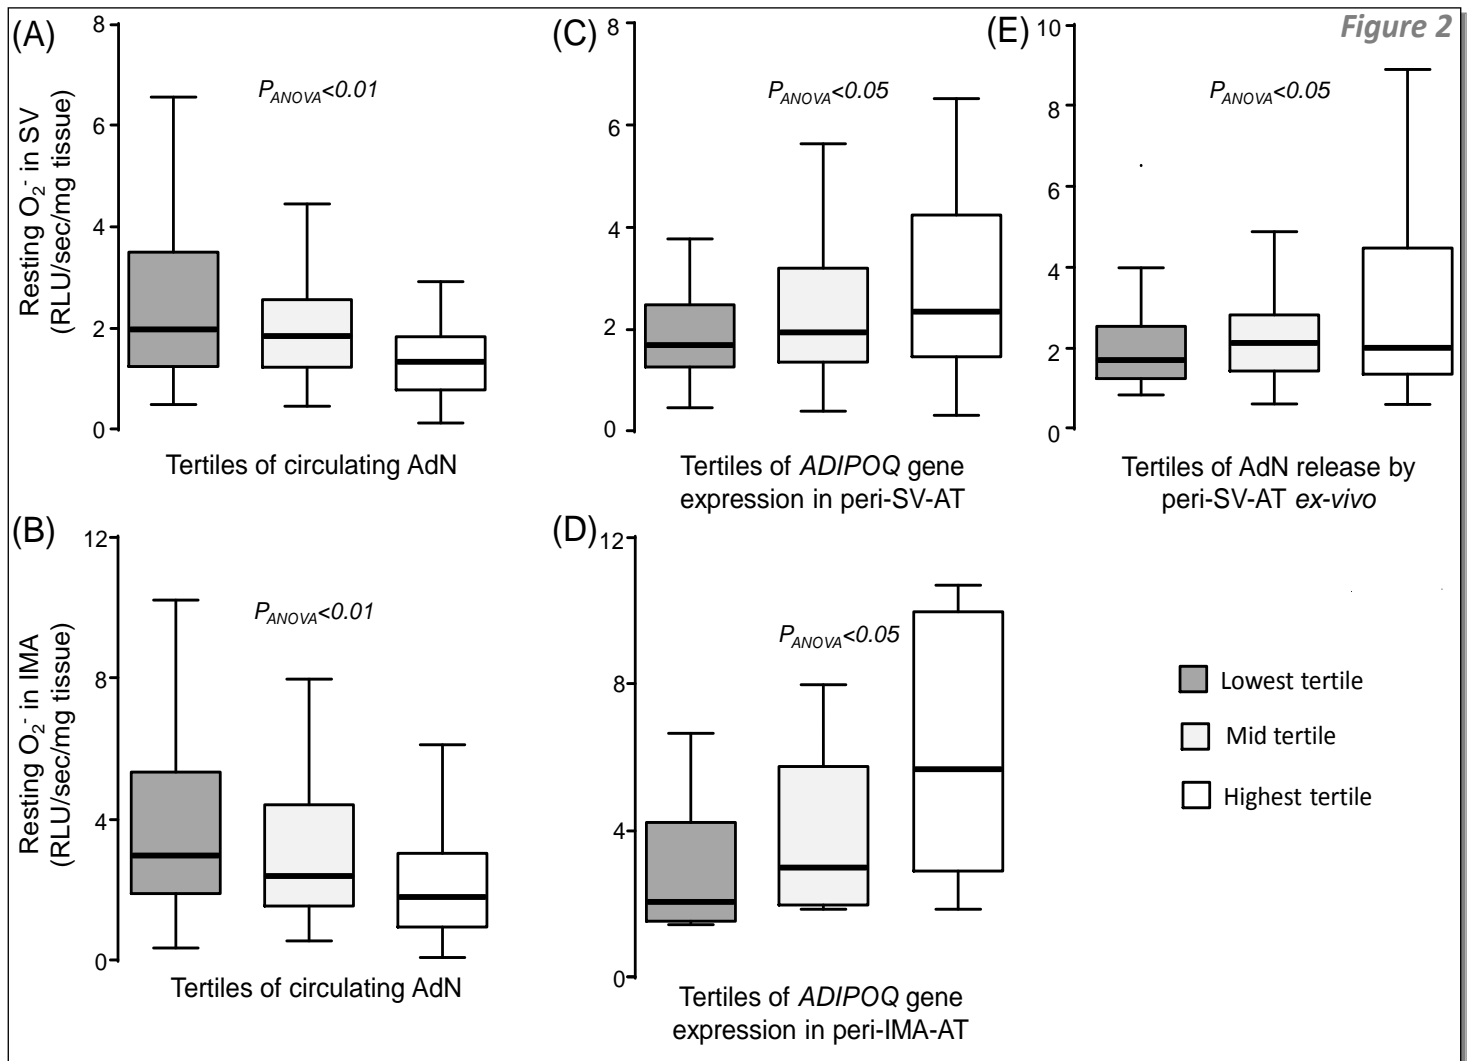 Figure 2
(A)
8
6
4
2
0
Resting O2- in SV
(RLU/sec/mg tissue)
PANOVA<0.01
Tertiles of circulating AdN
(C)
8
6
4
2
0
PANOVA<0.05
Tertiles of ADIPOQ gene
expression in peri-SV-AT
(E)
10
8
6
4
2
0
PANOVA<0.05
Tertiles of AdN release by
peri-SV-AT ex-vivo
(B)
12
8
4
0
Resting O2- in IMA
(RLU/sec/mg tissue)
PANOVA<0.01
Tertiles of circulating AdN
(D)
12
8
4
0
PANOVA<0.05
Tertiles of ADIPOQ gene
expression in peri-IMA-AT
Lowest tertile
Mid tertile
Highest tertile